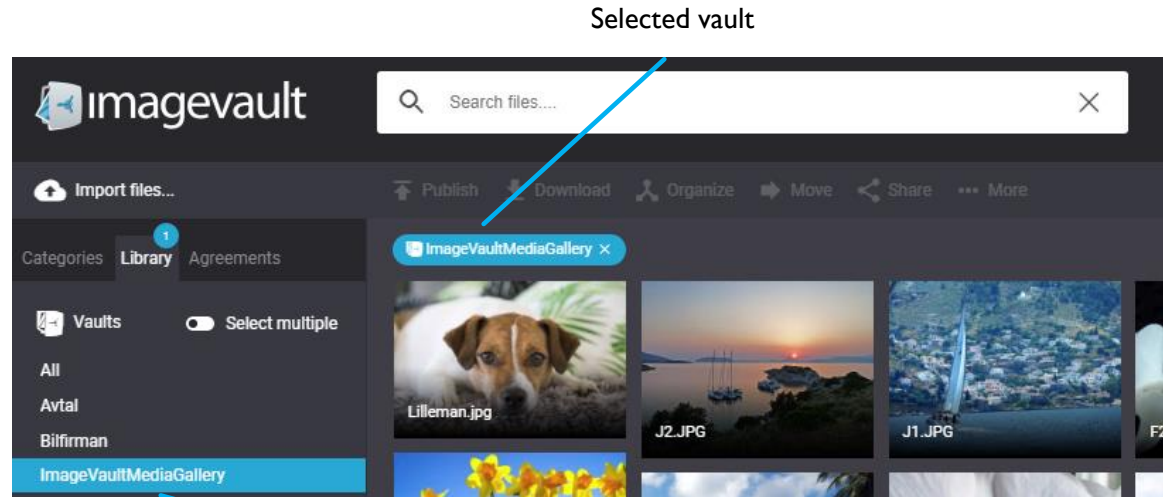 Selected vault
imagevault
Search files....
Import files...
Publish Download Organize Move Share More
Categories Library 1 Agreements
ImageVaultMediaGallery
Vaults Select multiple
All
Avtal
Bilfirman
ImageVaultMediaGallery
Lilleman.jpg
J2.JPG
J1.JPG